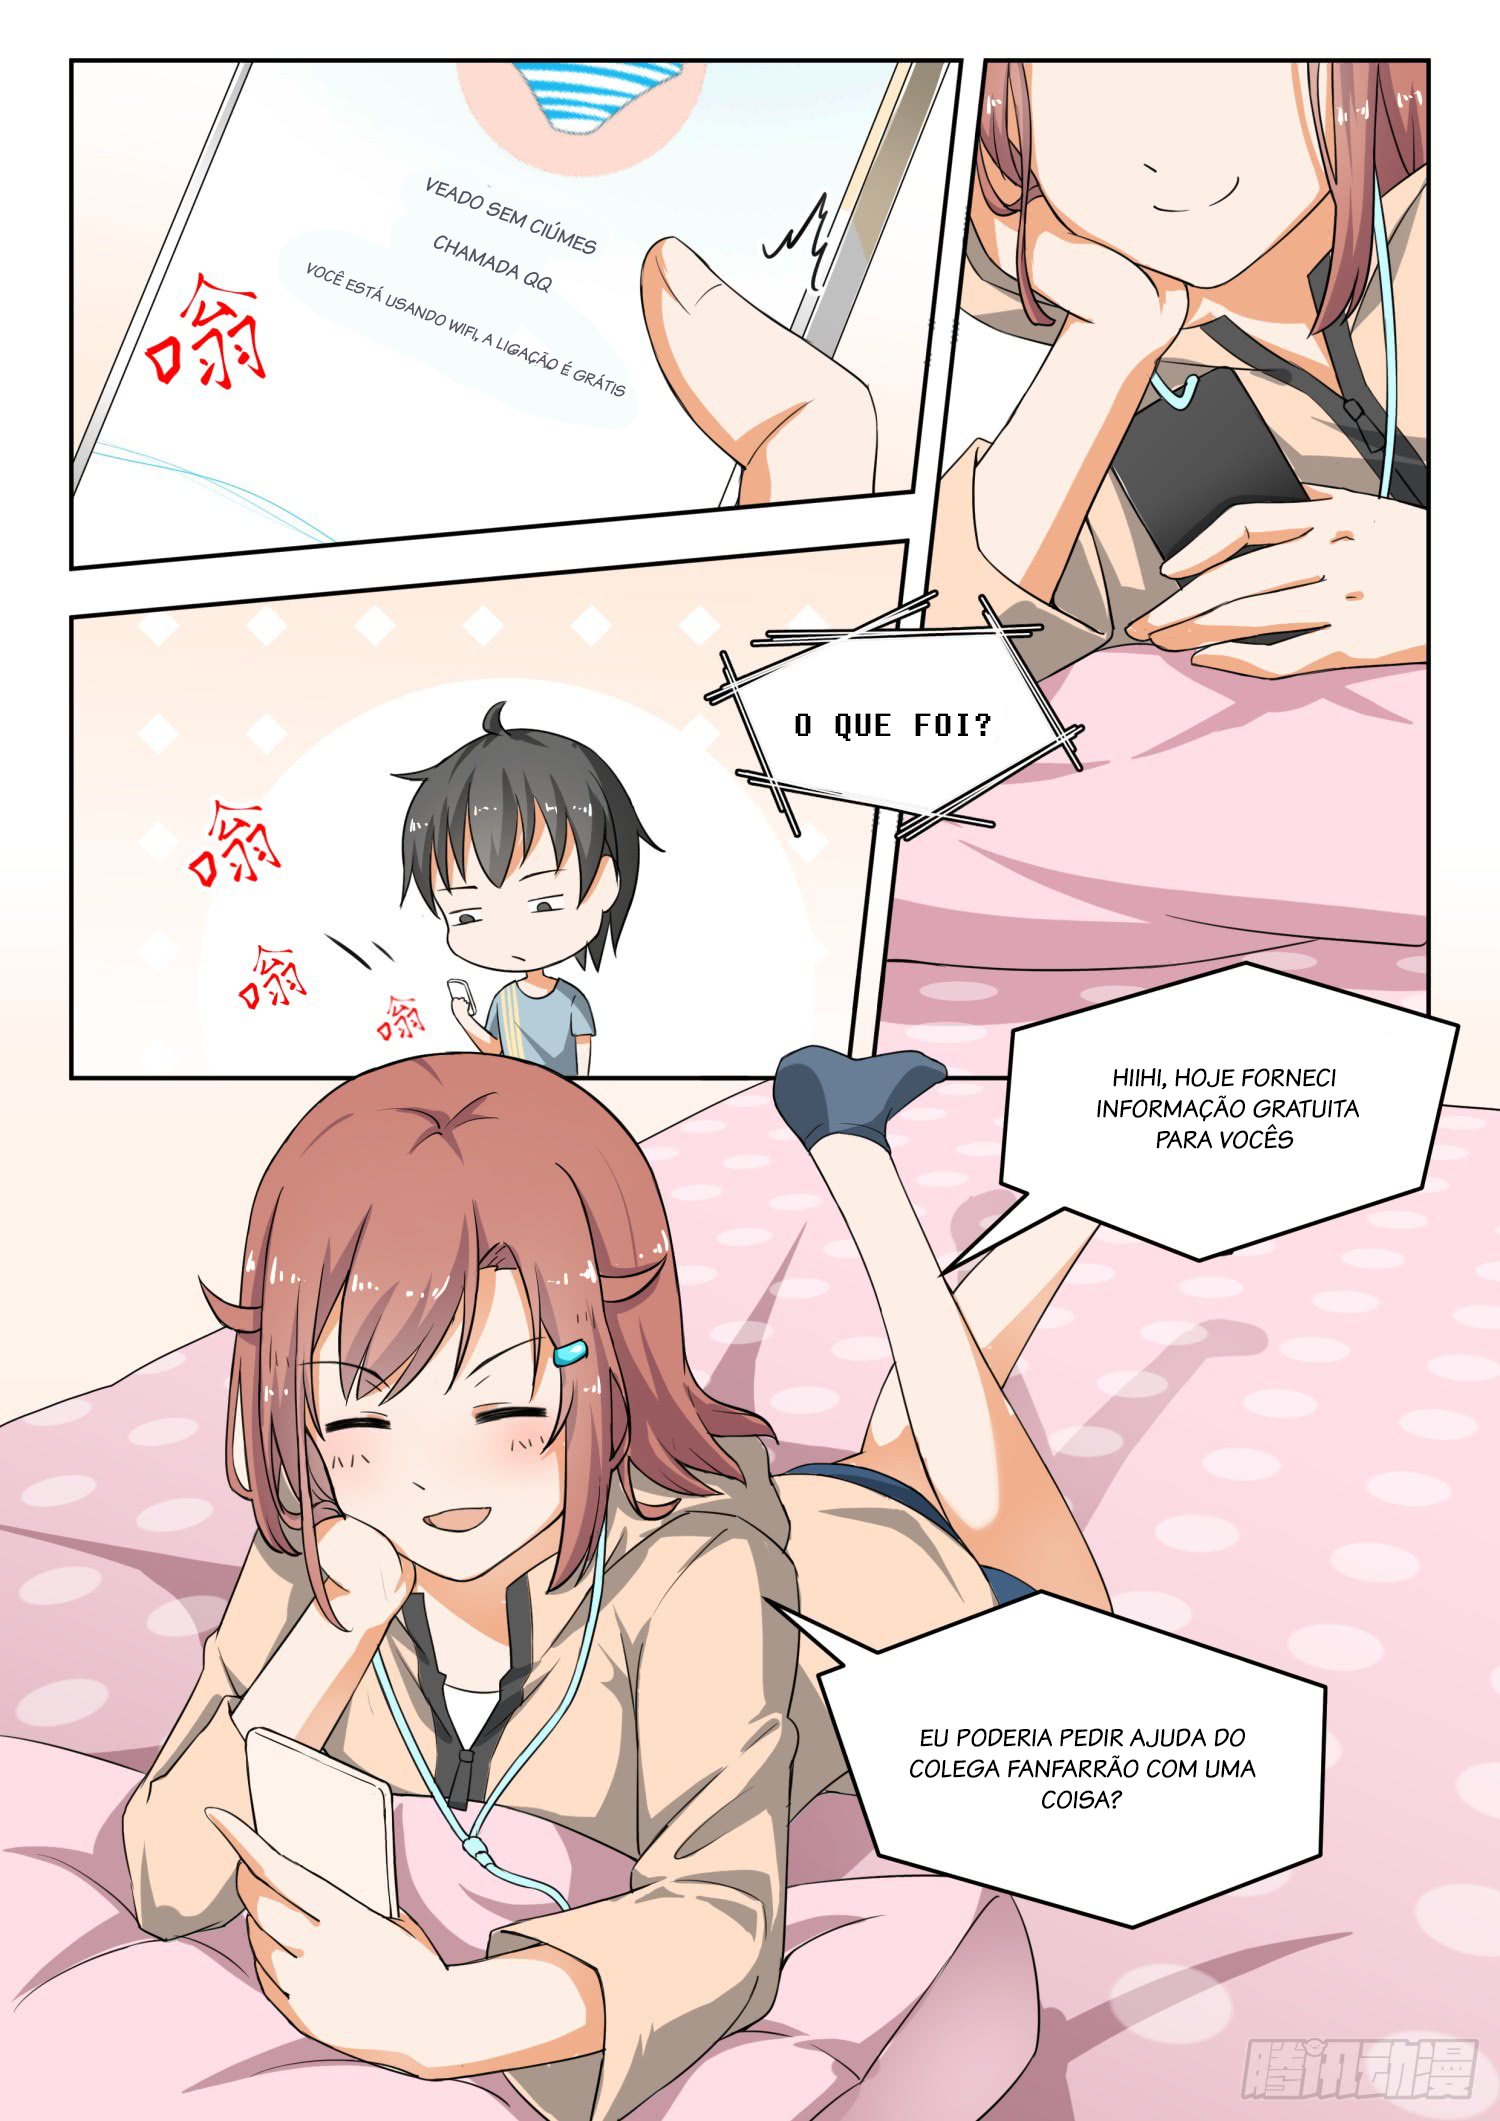 VEADO SEM CIÚMES
CHAMADA QQ
VOCÊ ESTÁ USANDO WIFI, A LIGAÇÃO É GRÁTIS
嗡
O QUE FOI?
嗡
嗡
嗡
HIIHI, HOJE FORNECI
INFORMAÇÃO GRATUITA
PARA VOCÊS
EU PODERIA PEDIR AJUDA DO
COLEGA FANFARRÃO COM UMA
COISA?
腾讯动漫